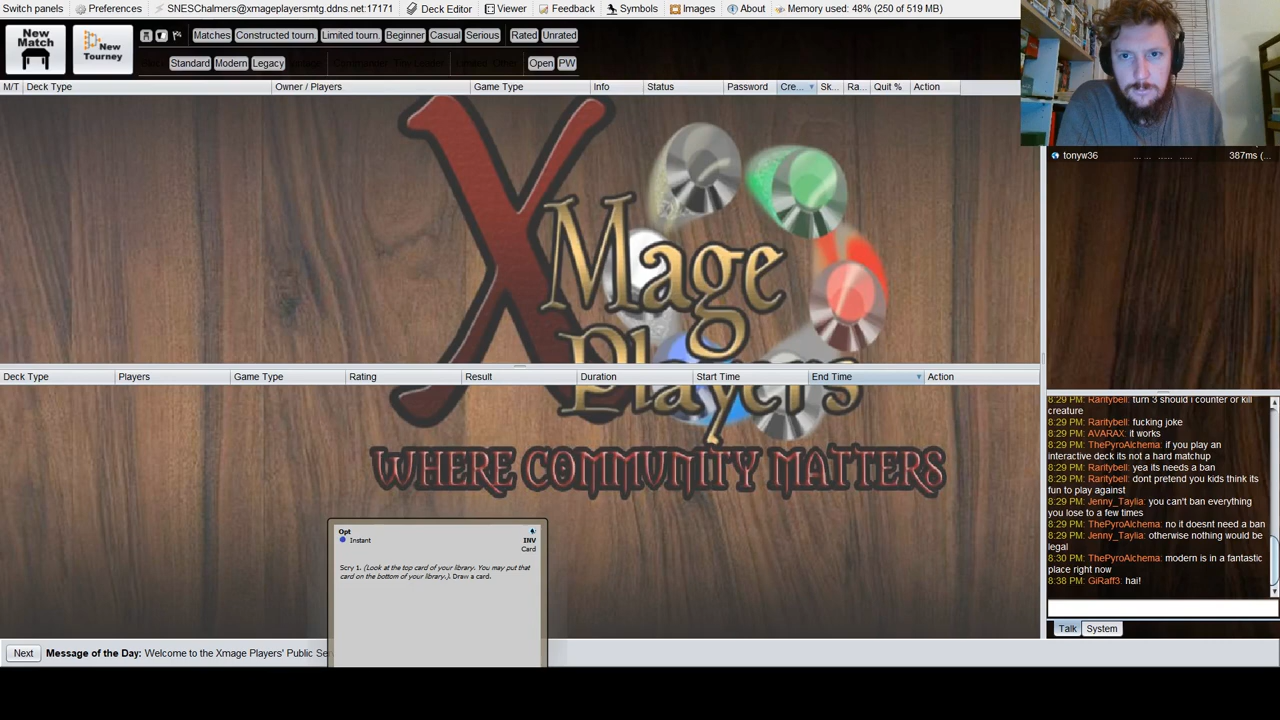 Switch panels Preferences SNESChalmers@xmageplayersmtg.ddns.net:17171 Deck Editor Viewer Feedback Symbols Images About Memory used: 48% (250 of 519 MB)
New Match
New Tourney
Matches Constructed tourn. Limited tourn. Beginner Casual Serious Rated Unrated
Standard Modern Legacy Open PW
M/T Deck Type Owner / Players Game Type Info Status Password Cre... Sk... Ra... Quit % Action
tonyw36 ... ... ..... ..... 387ms (...
XMage
Players
Deck Type Players Game Type Rating Result Duration Start Time End Time Action
WHERE COMMUNITY MATTERS
8:29 PM: Raritybell: turn 3 should i counter or kill
creature
8:29 PM: Raritybell: fucking joke
8:29 PM: AVARAX: it works
8:29 PM: ThePyroAlchema: if you play an
interactive deck its not a hard matchup
8:29 PM: Raritybell: yea its needs a ban
8:29 PM: Raritybell: dont pretend you kids think its
fun to play against
8:29 PM: Jenny_Taylia: you can't ban everything
you lose to a few times
8:29 PM: ThePyroAlchema: no it doesnt need a ban
8:29 PM: Jenny_Taylia: otherwise nothing would be
legal
8:30 PM: ThePyroAlchema: modern is in a fantastic
place right now
8:38 PM: GiRaff3: hai!
Opt
Instant INV
Card
Scry 1. (Look at the top card of your library. You may put that
card on the bottom of your library.). Draw a card.
Talk System
Next Message of the Day: Welcome to the Xmage Players' Public Se